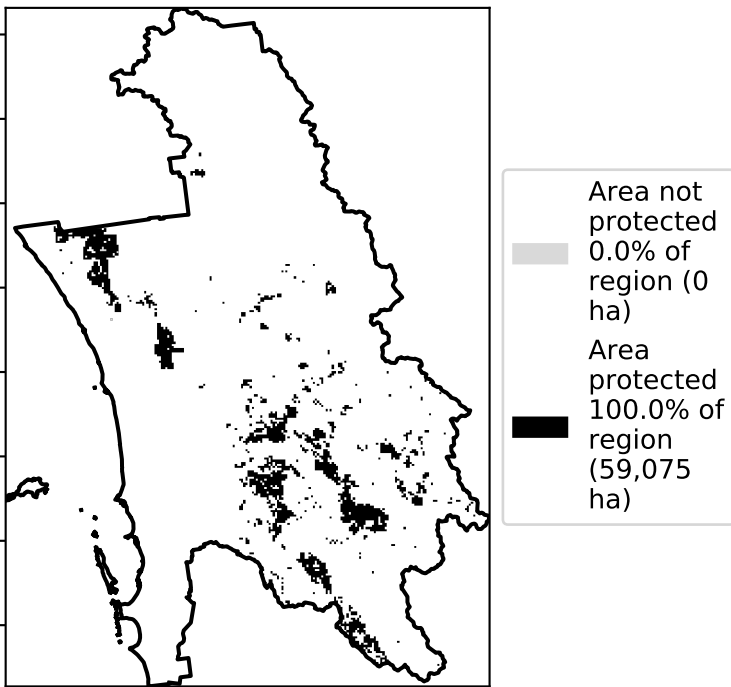 Area not
protected
0.0% of
region (0
ha)
Area
protected
100.0% of
region
(59,075
ha)